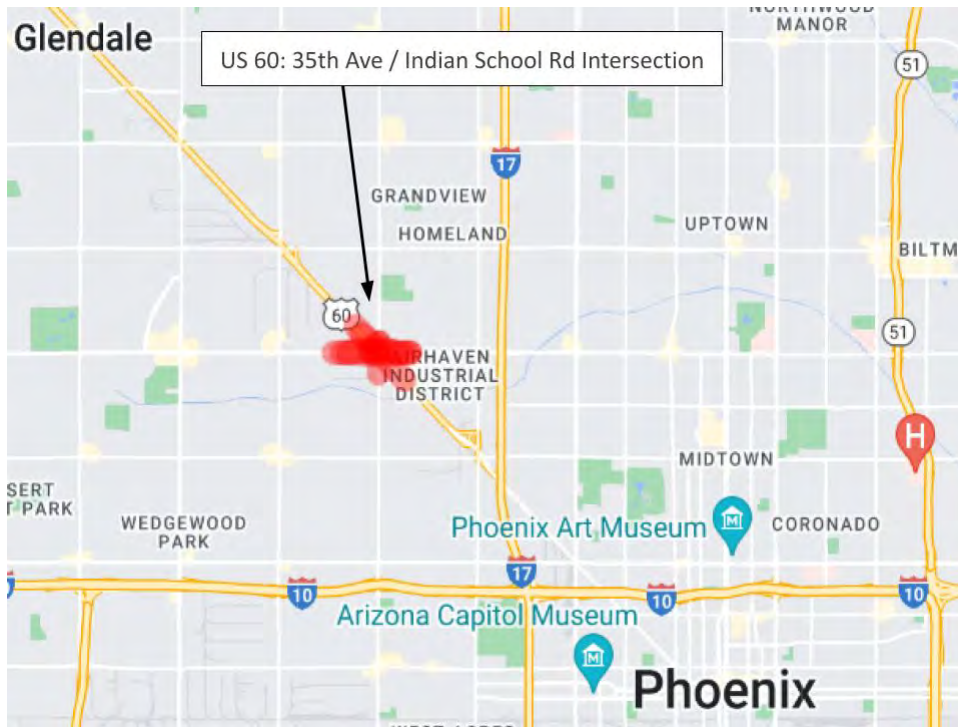 NORTHWOOD
MANOR
Glendale
US 60: 35th Ave / Indian School Rd Intersection
51
17
GRANDVIEW
UPTOWN
HOMELAND
BILTM
60
51
AIRHAVEN
INDUSTRIAL
DISTRICT
H
MIDTOWN
SERT
T PARK
WEDGEWOOD
PARK
Phoenix Art Museum
CORONADO
17
10
10
10
Arizona Capitol Museum
Phoenix